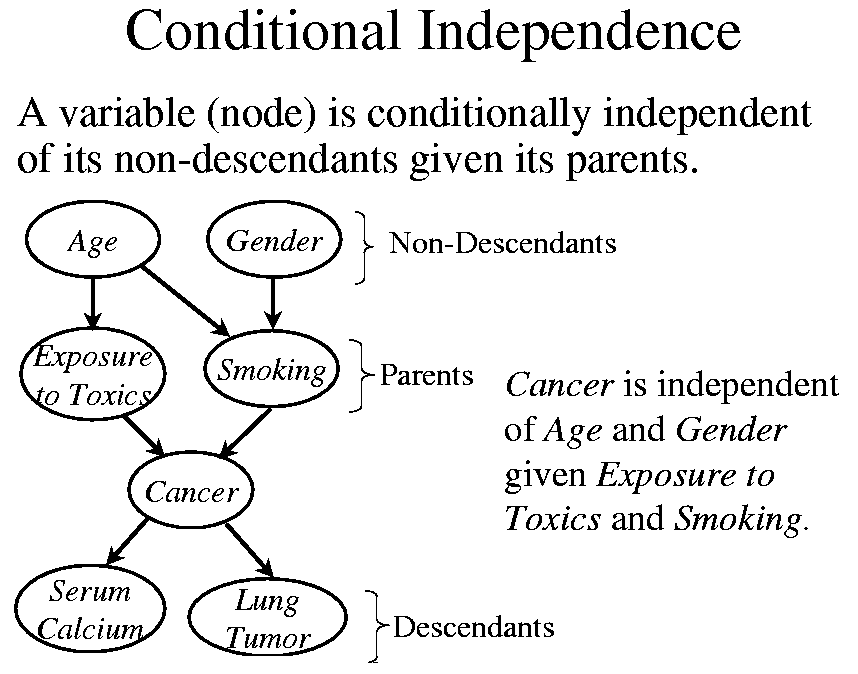 Conditional Independence
A variable (node) is conditionally independent
of its non-descendants given its parents.
Age
Gender
Non-Descendants
Exposure
to Toxics
Smoking
Parents
Cancer is independent
of Age and Gender
given Exposure to
Toxics and Smoking.
Cancer
Serum
Calcium
Lung
Tumor
Descendants